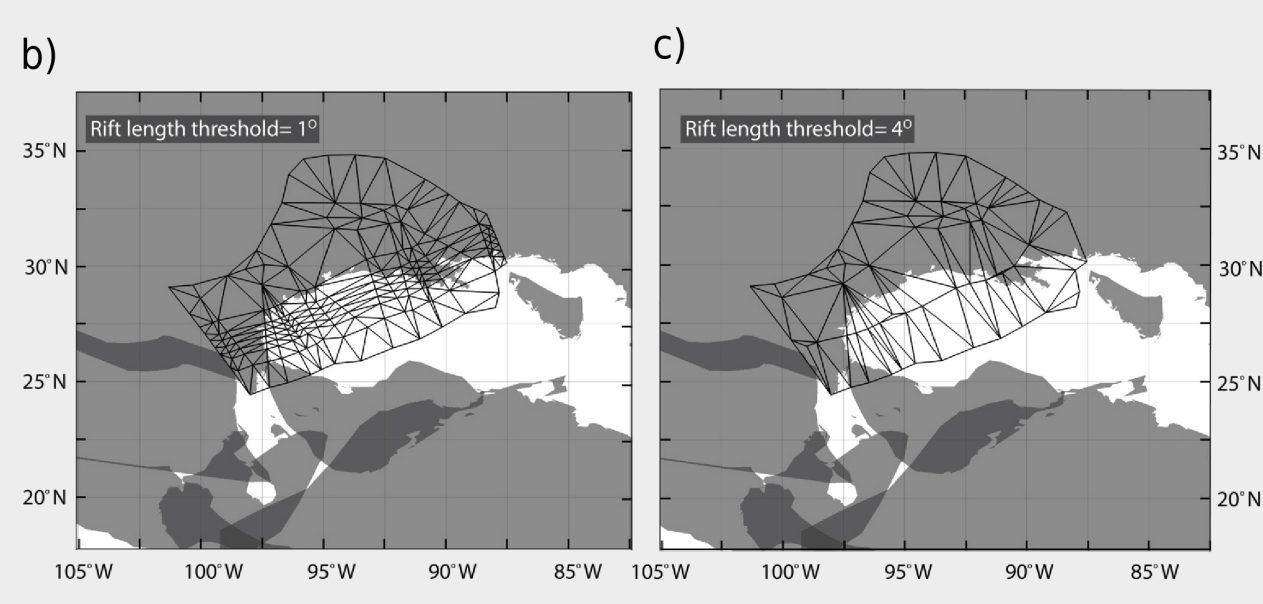 b)
c)
Rift length threshold= 1°
Rift length threshold= 4°
35°N
30°N
25°N
20°N
35°N
30°N
25°N
20°N
105°W 100°W 95°W 90°W 85°W
105°W 100°W 95°W 90°W 85°W